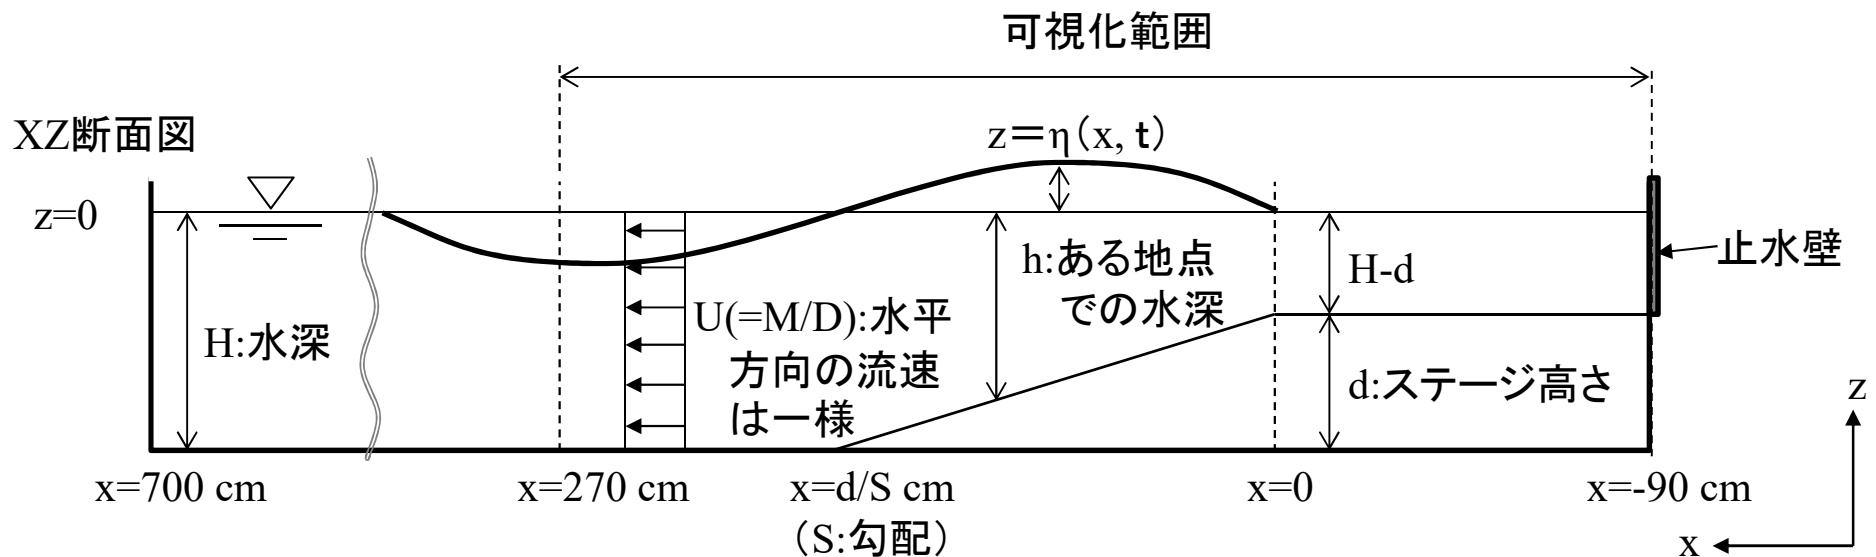 可視化範囲
XZ断面図
z＝η(x, t)
z=0
止水壁
h:ある地点
での水深
H-d
U(=M/D):水平
方向の流速
は一様
H:水深
d:ステージ高さ
z
x=700 cm
x=270 cm
x=d/S cm
(S:勾配)
x=0
x=-90 cm
x